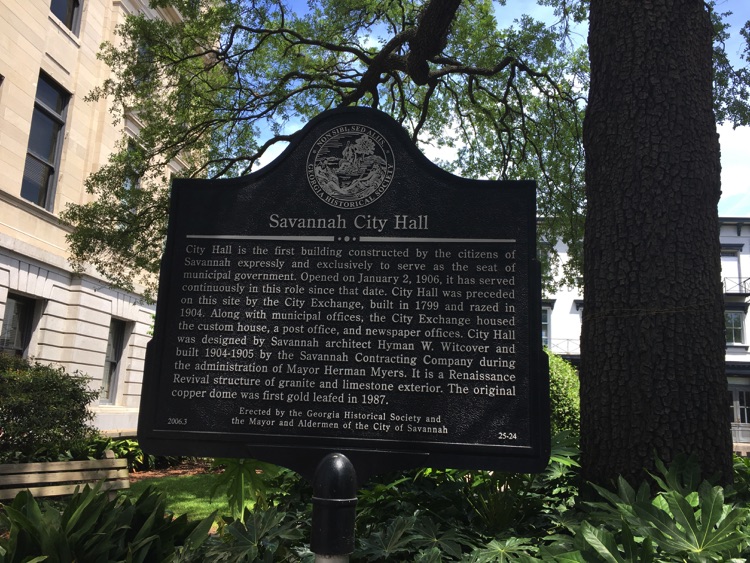 NON SIBI, SED ALIIS
GEORGIA HISTORICAL SOCIETY
Savannah City Hall
City Hall is the first building constructed by the citizens of
Savannah expressly and exclusively to serve as the seat of
municipal government. Opened on January 2, 1906, it has served
continuously in this role since that date. City Hall was preceded
on this site by the City Exchange, built in 1799 and razed in
1904. Along with municipal offices, the City Exchange housed
the custom house, a post office, and newspaper offices. City Hall
was designed by Savannah architect Hyman W. Witcover and
built 1904-1905 by the Savannah Contracting Company during
the administration of Mayor Herman Myers. It is a Renaissance
Revival structure of granite and limestone exterior. The original
copper dome was first gold leafed in 1987.
Erected by the Georgia Historical Society and
the Mayor and Aldermen of the City of Savannah
2006.3
25-24